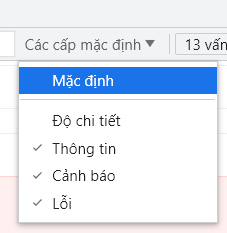 Các cấp mặc định ▼ 13 vấn
Mặc định
Độ chi tiết
✓ Thông tin
✓ Cảnh báo
✓ Lỗi